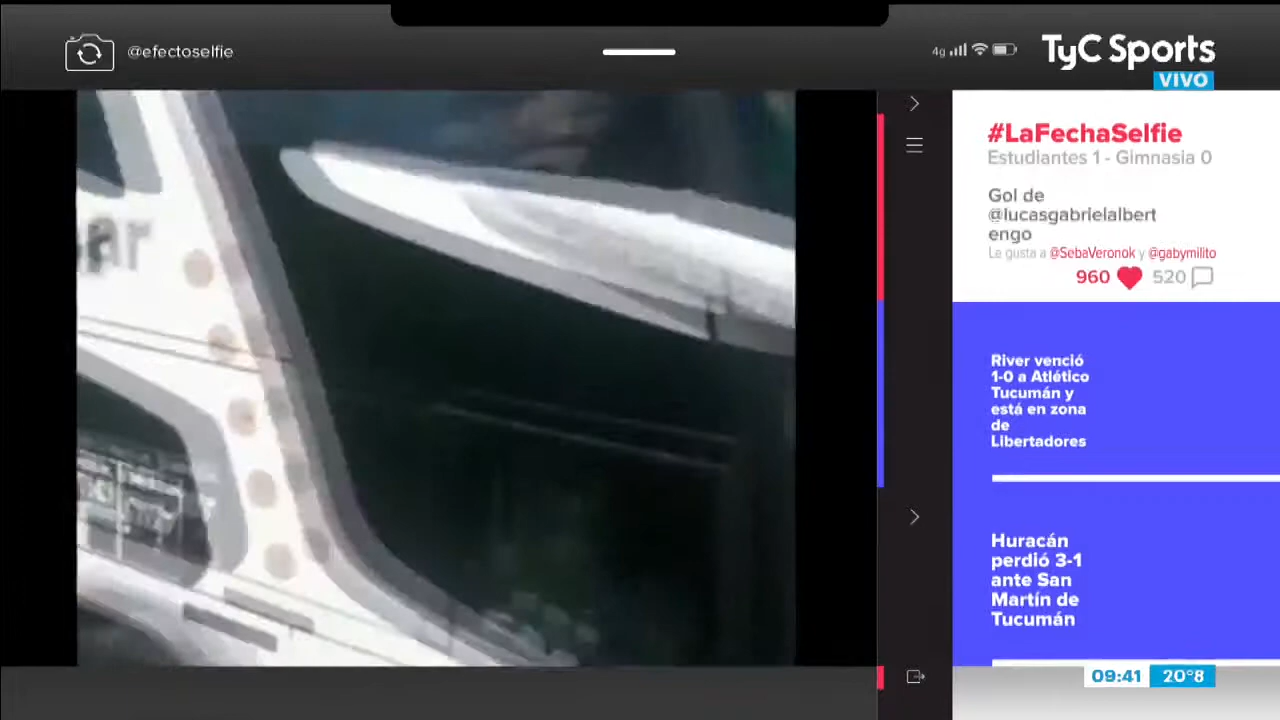 @efectoselfie
4g
TyC Sports
VIVO
#LaFechaSelfie
Estudiantes 1 - Gimnasia 0
Gol de
@lucasgabrielalbert
engo
Le gusta a @SebaVeronok y @gabymilito
960
520
River venció
1-0 a Atlético
Tucumán y
está en zona
de
Libertadores
Huracán
perdió 3-1
ante San
Martín de
Tucumán
09:41
20°8